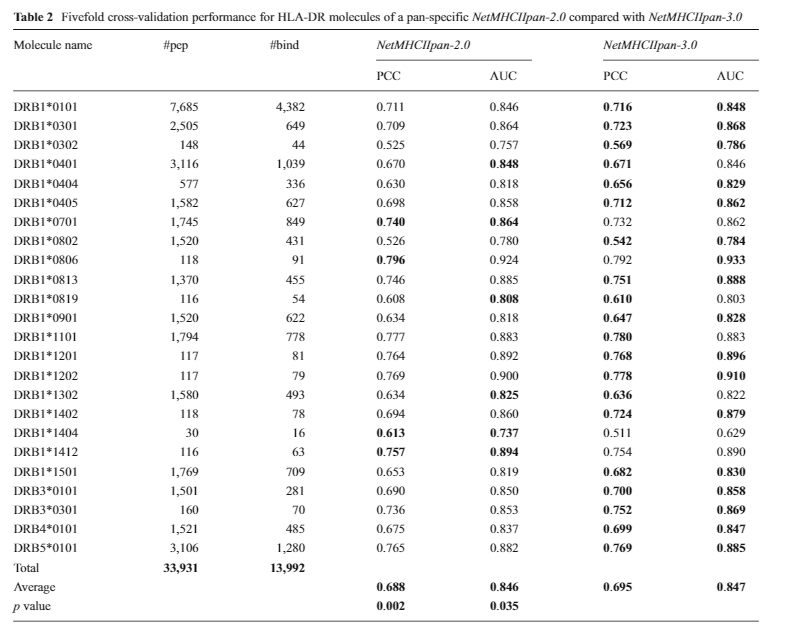 Table 2 Fivefold cross-validation performance for HLA-DR molecules of a pan-specific NetMHCIIpan-2.0 compared with NetMHCIIpan-3.0
Molecule name #pep #bind NetMHCIIpan-2.0 NetMHCIIpan-3.0
PCC AUC PCC AUC
DRB1*0101 7,685 4,382 0.711 0.846 0.716 0.848
DRB1*0301 2,505 649 0.709 0.864 0.723 0.868
DRB1*0302 148 44 0.525 0.757 0.569 0.786
DRB1*0401 3,116 1,039 0.670 0.848 0.671 0.846
DRB1*0404 577 336 0.630 0.818 0.656 0.829
DRB1*0405 1,582 627 0.698 0.858 0.712 0.862
DRB1*0701 1,745 849 0.740 0.864 0.732 0.862
DRB1*0802 1,520 431 0.526 0.780 0.542 0.784
DRB1*0806 118 91 0.796 0.924 0.792 0.933
DRB1*0813 1,370 455 0.746 0.885 0.751 0.888
DRB1*0819 116 54 0.608 0.808 0.610 0.803
DRB1*0901 1,520 622 0.634 0.818 0.647 0.828
DRB1*1101 1,794 778 0.777 0.883 0.780 0.883
DRB1*1201 117 81 0.764 0.892 0.768 0.896
DRB1*1202 117 79 0.769 0.900 0.778 0.910
DRB1*1302 1,580 493 0.634 0.825 0.636 0.822
DRB1*1402 118 78 0.694 0.860 0.724 0.879
DRB1*1404 30 16 0.613 0.737 0.511 0.629
DRB1*1412 116 63 0.757 0.894 0.754 0.890
DRB1*1501 1,769 709 0.653 0.819 0.682 0.830
DRB3*0101 1,501 281 0.690 0.850 0.700 0.858
DRB3*0301 160 70 0.736 0.853 0.752 0.869
DRB4*0101 1,521 485 0.675 0.837 0.699 0.847
DRB5*0101 3,106 1,280 0.765 0.882 0.769 0.885
Total 33,931 13,992
Average 0.688 0.846 0.695 0.847
p value 0.002 0.035